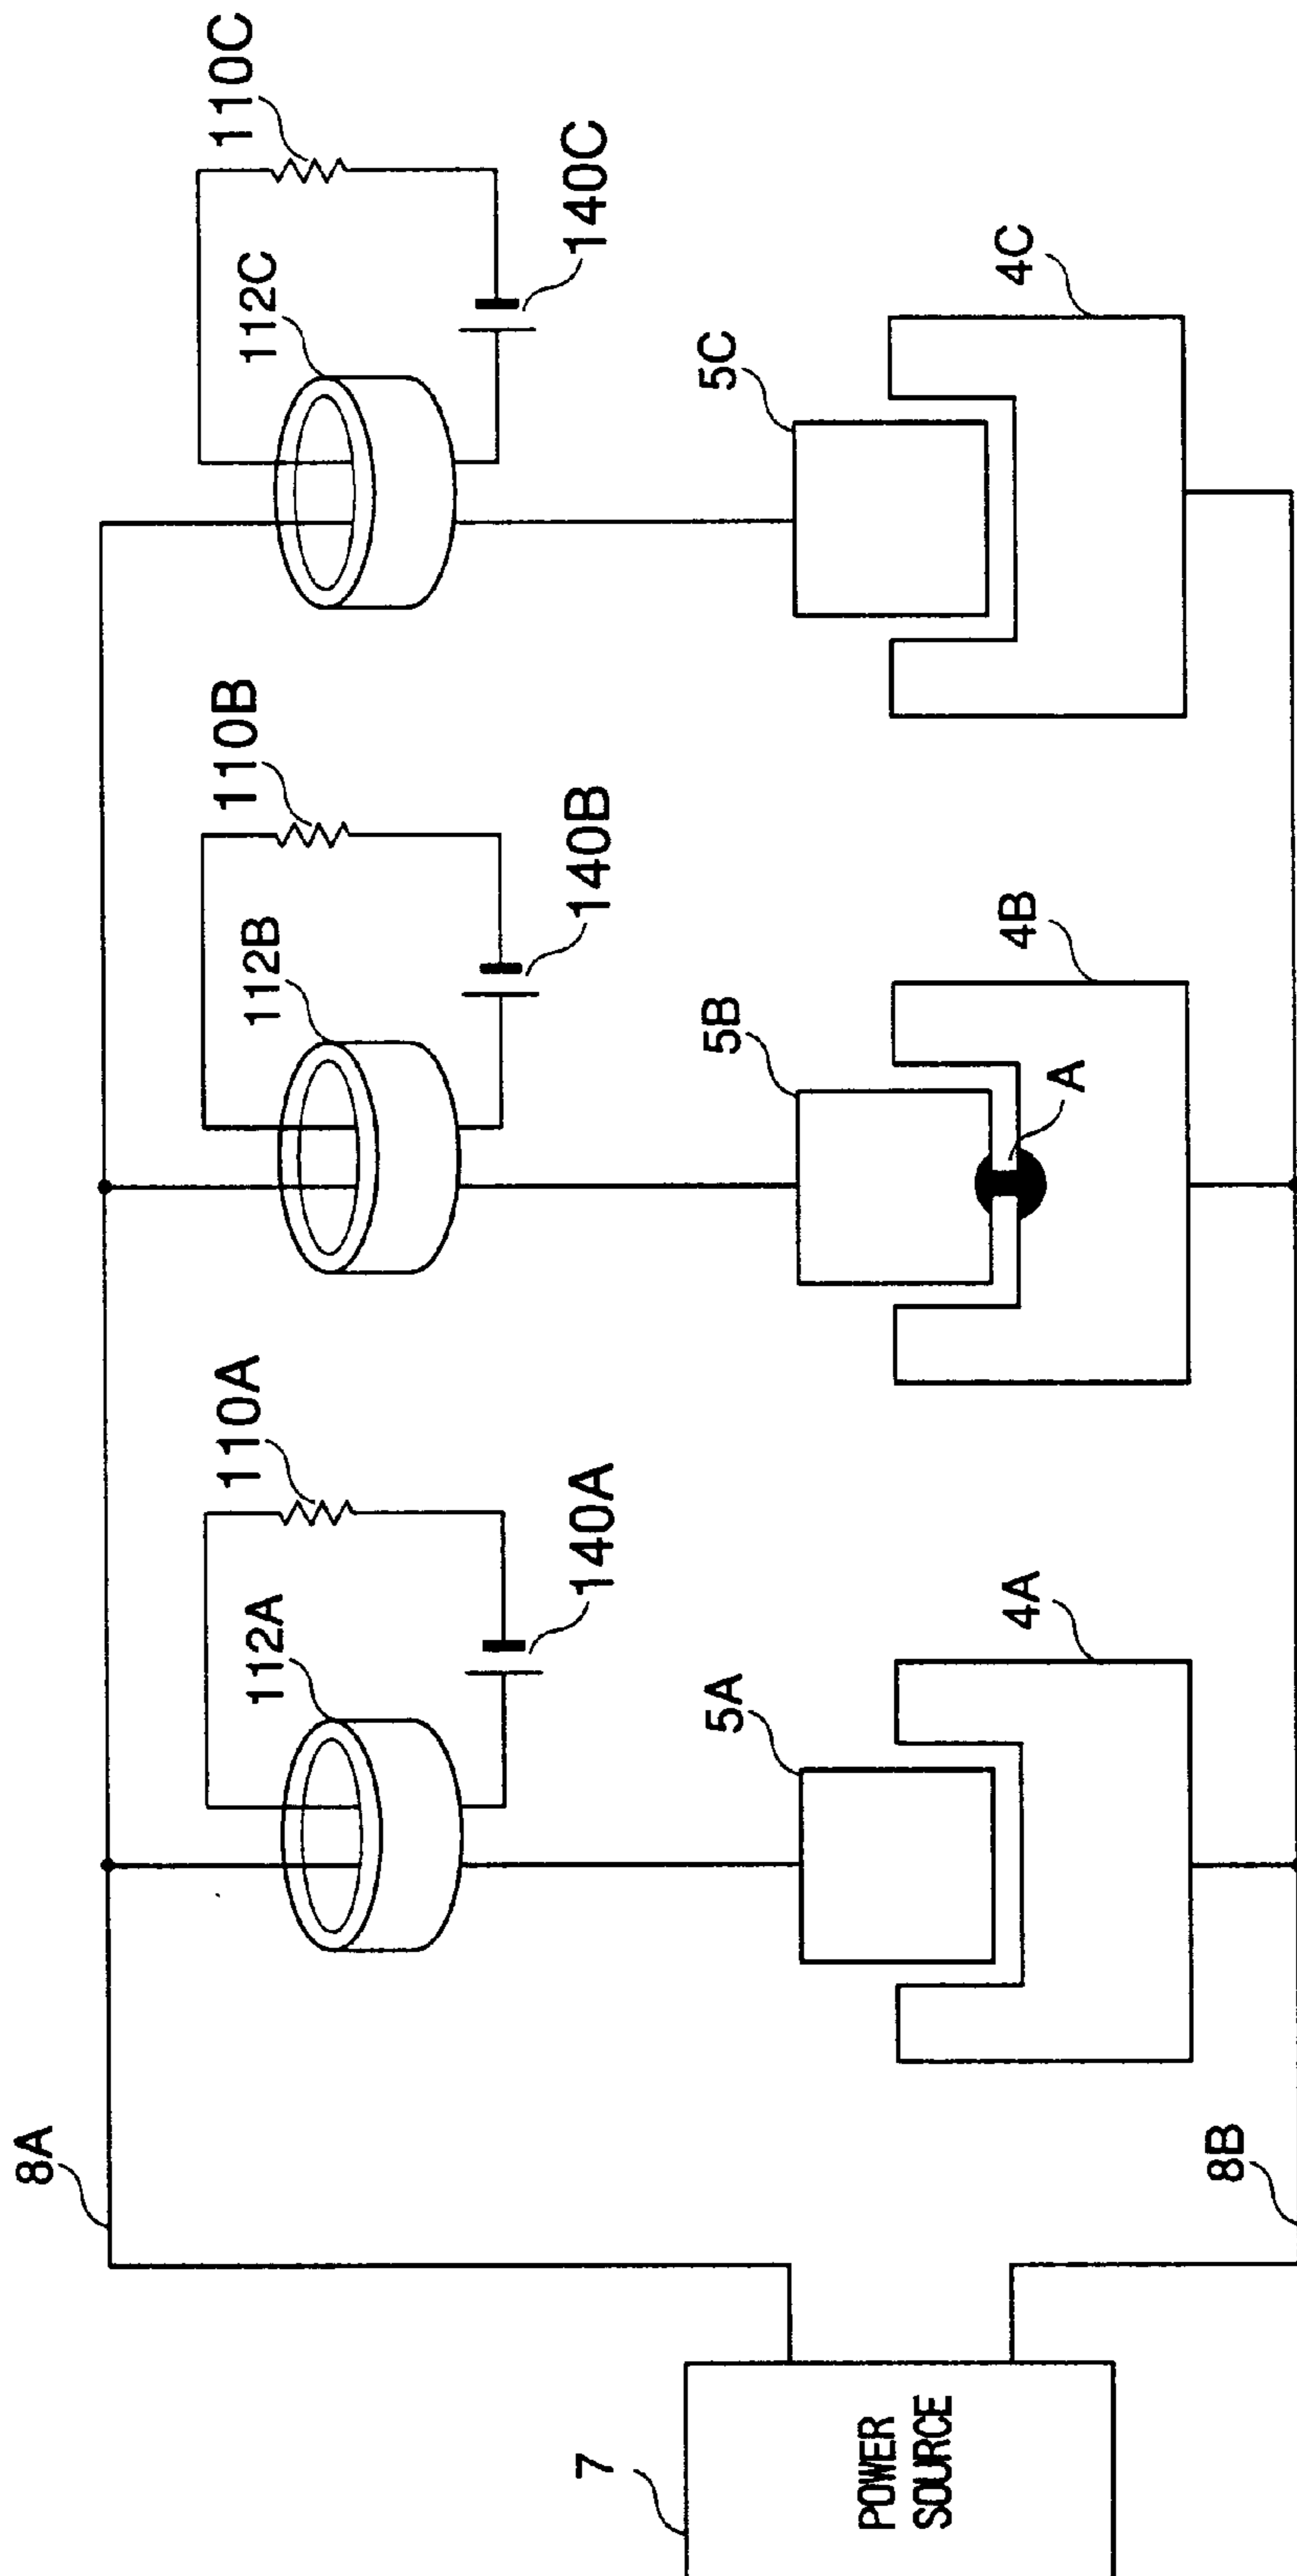 110C
112C
140C
5C
4C
110B
112B
140B
5B
4B
A
110A
112A
140A
5A
4A
8A
8B
7
POWER
SOURCE